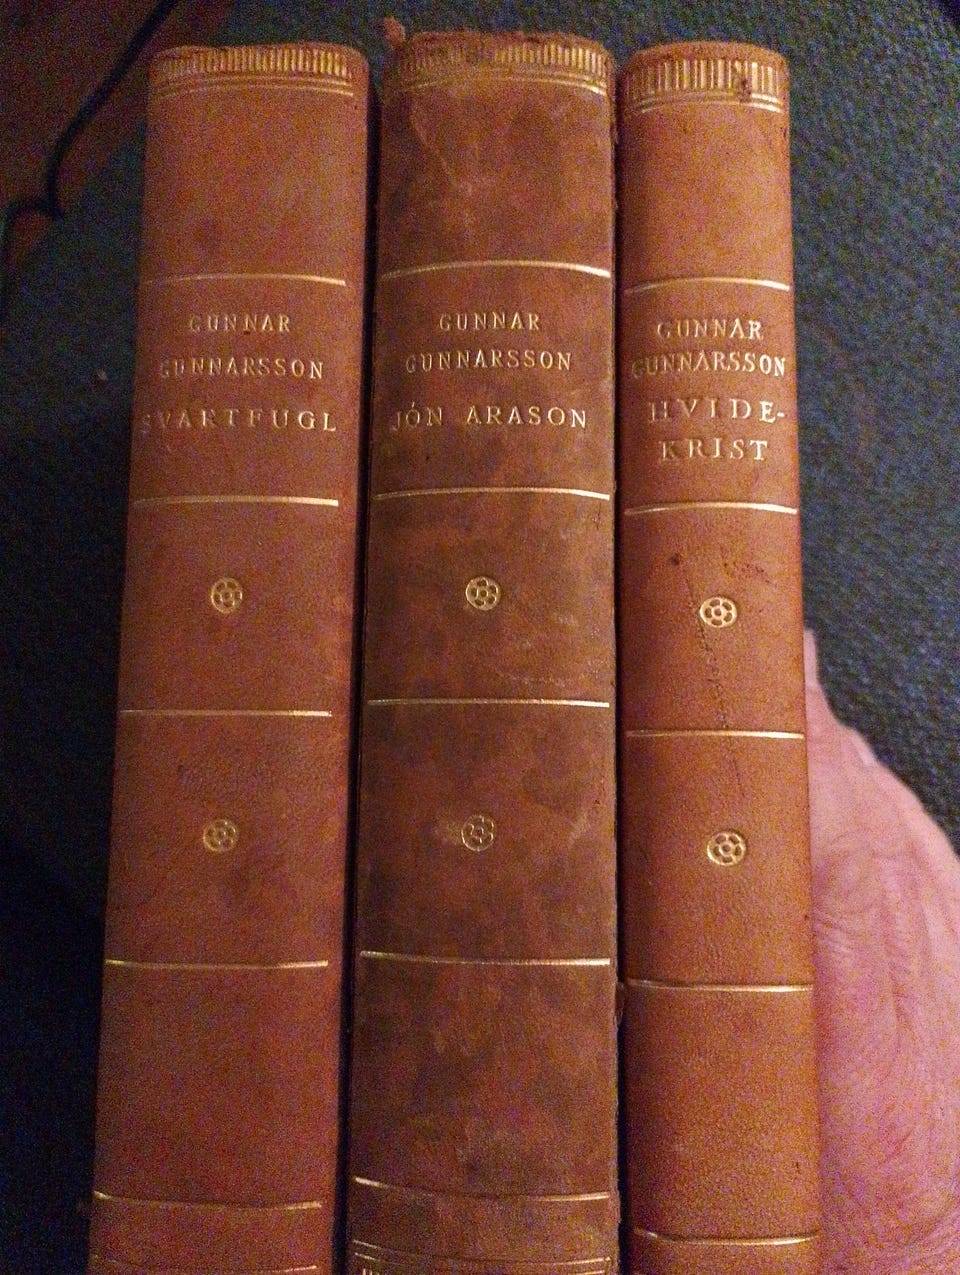 GUNNAR
GUNNARSSON
SVARTFUGL
GUNNAR
GUNNARSSON
JÓN ARASON
GUNNAR
GUNNARSSON
HVIDE-
KRIST